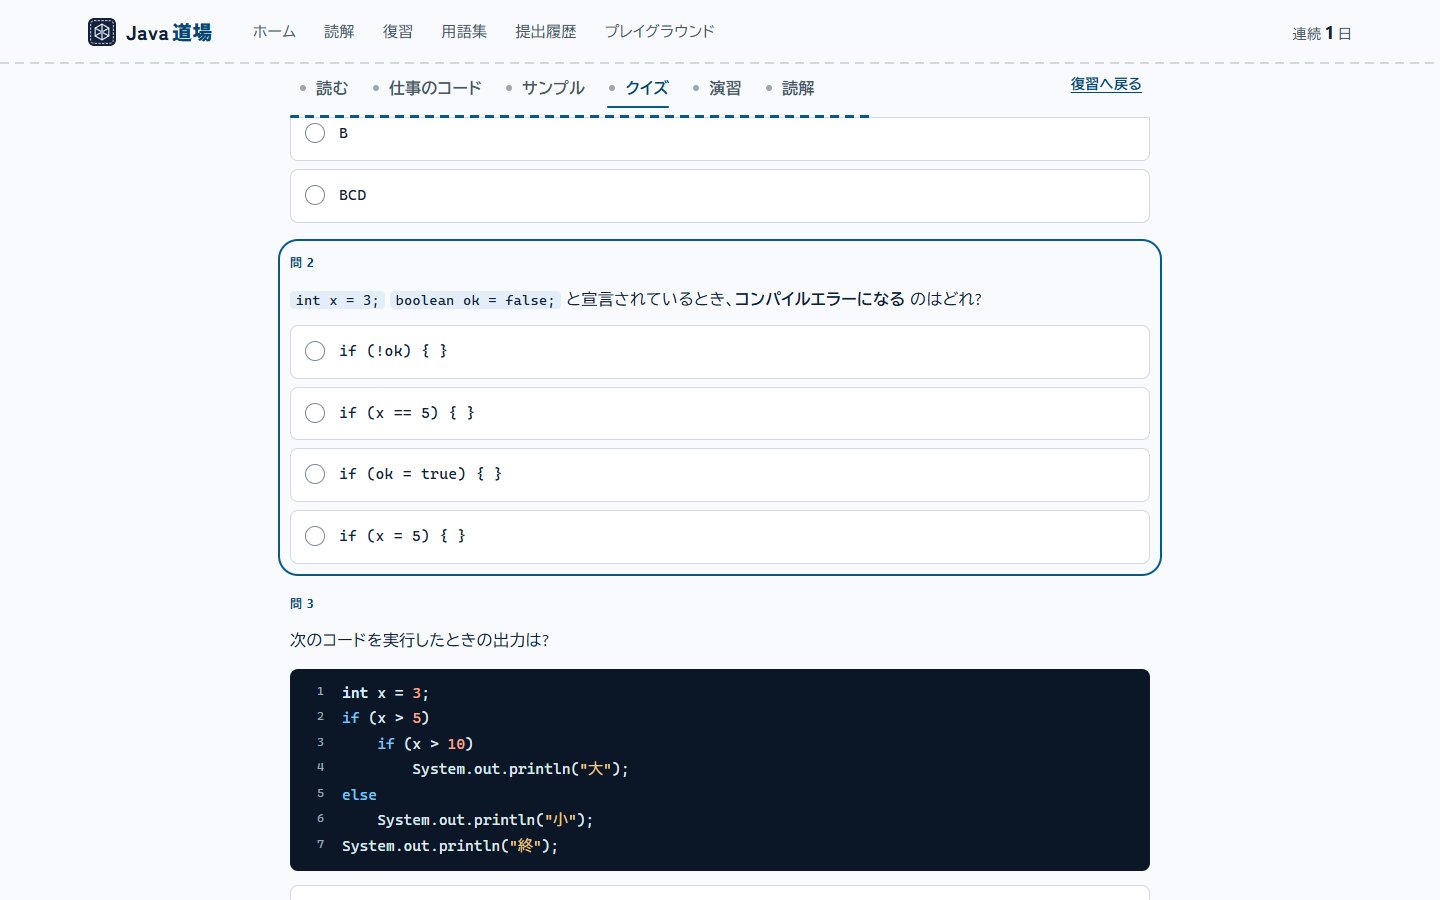 Java 道場 ホーム 読解 復習 用語集 提出履歴 プレイグラウンド 連続 1 日
読む 仕事のコード サンプル クイズ 演習 読解 復習へ戻る
B
BCD
問 2
int x = 3; boolean ok = false; と宣言されているとき、コンパイルエラーになる のはどれ?
if (!ok) { }
if (x == 5) { }
if (ok = true) { }
if (x = 5) { }
問 3
次のコードを実行したときの出力は?
1 int x = 3;
2 if (x > 5)
3 if (x > 10)
4 System.out.println("大");
5 else
6 System.out.println("小");
7 System.out.println("終");